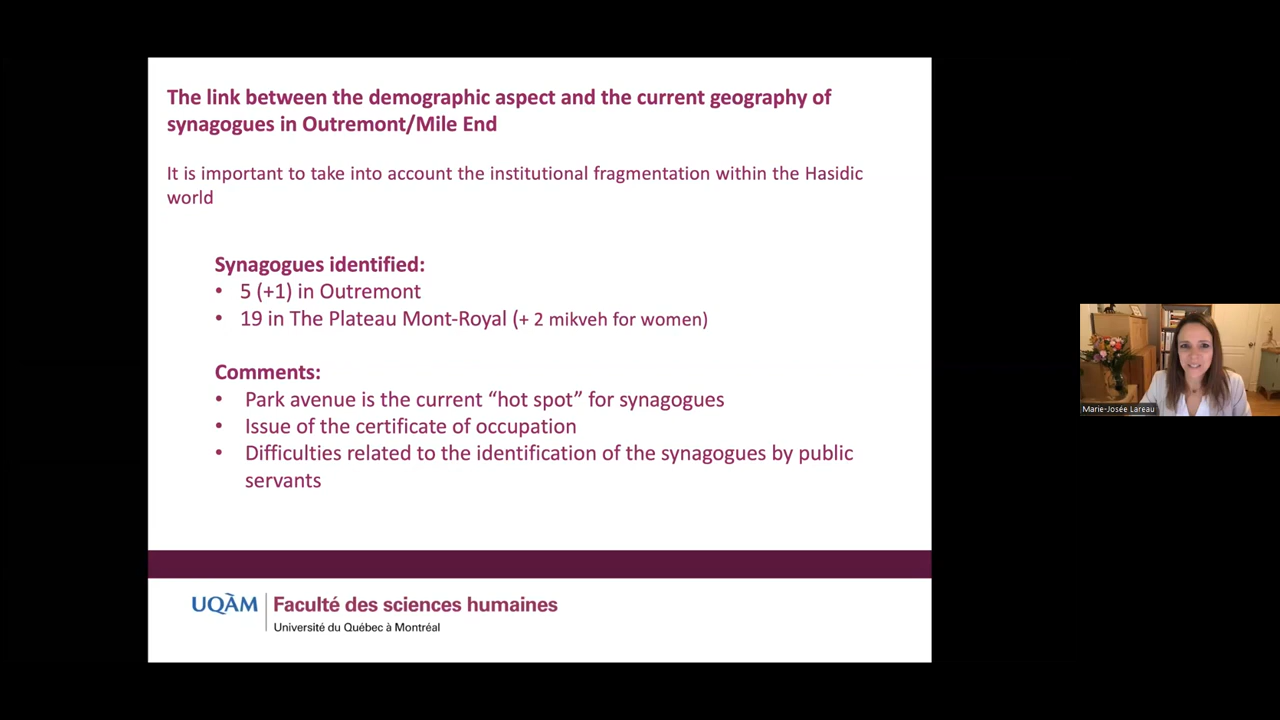 The link between the demographic aspect and the current geography of
synagogues in Outremont/Mile End
It is important to take into account the institutional fragmentation within the Hasidic
world
Synagogues identified:
• 5 (+1) in Outremont
• 19 in The Plateau Mont-Royal (+ 2 mikveh for women)
Comments:
• Park avenue is the current “hot spot” for synagogues
• Issue of the certificate of occupation
• Difficulties related to the identification of the synagogues by public
servants
UQÀM
Faculté des sciences humaines
Université du Québec à Montréal
Marie-Josée Lareau